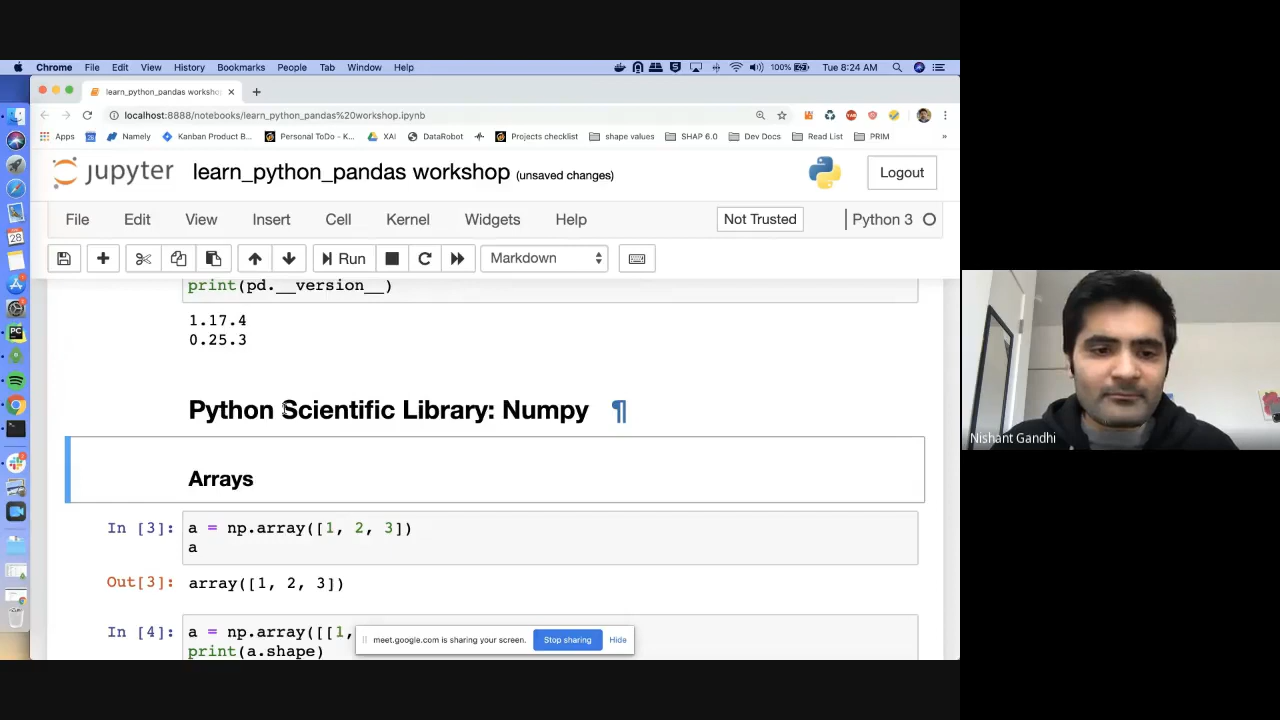 Chrome File Edit View History Bookmarks People Tab Window Help 100% Tue 8:24 AM
learn_python_pandas worksho
localhost:8888/notebooks/learn_python_pandas%20workshop.ipynb
Apps Namely Kanban Product B... Personal ToDo - K... XAI DataRobot Projects checklist shape values SHAP 6.0 Dev Docs Read List PRIM »
jupyter learn_python_pandas workshop (unsaved changes) Logout
File Edit View Insert Cell Kernel Widgets Help Not Trusted Python 3
Run Markdown
print(pd.__version__)
1.17.4
0.25.3
Python Scientific Library: Numpy ¶
Arrays
In [3]: a = np.array([1, 2, 3])
a
Out[3]: array([1, 2, 3])
In [4]: a = np.array([[1,
print(a.shape)
meet.google.com is sharing your screen. Stop sharing Hide
Nishant Gandhi